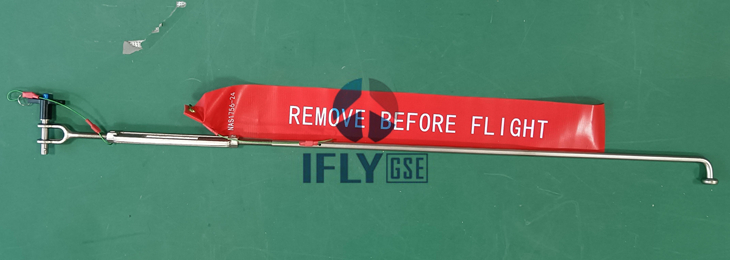 NAS1756-24
REMOVE BEFORE FLIGHT
IFLY GSE